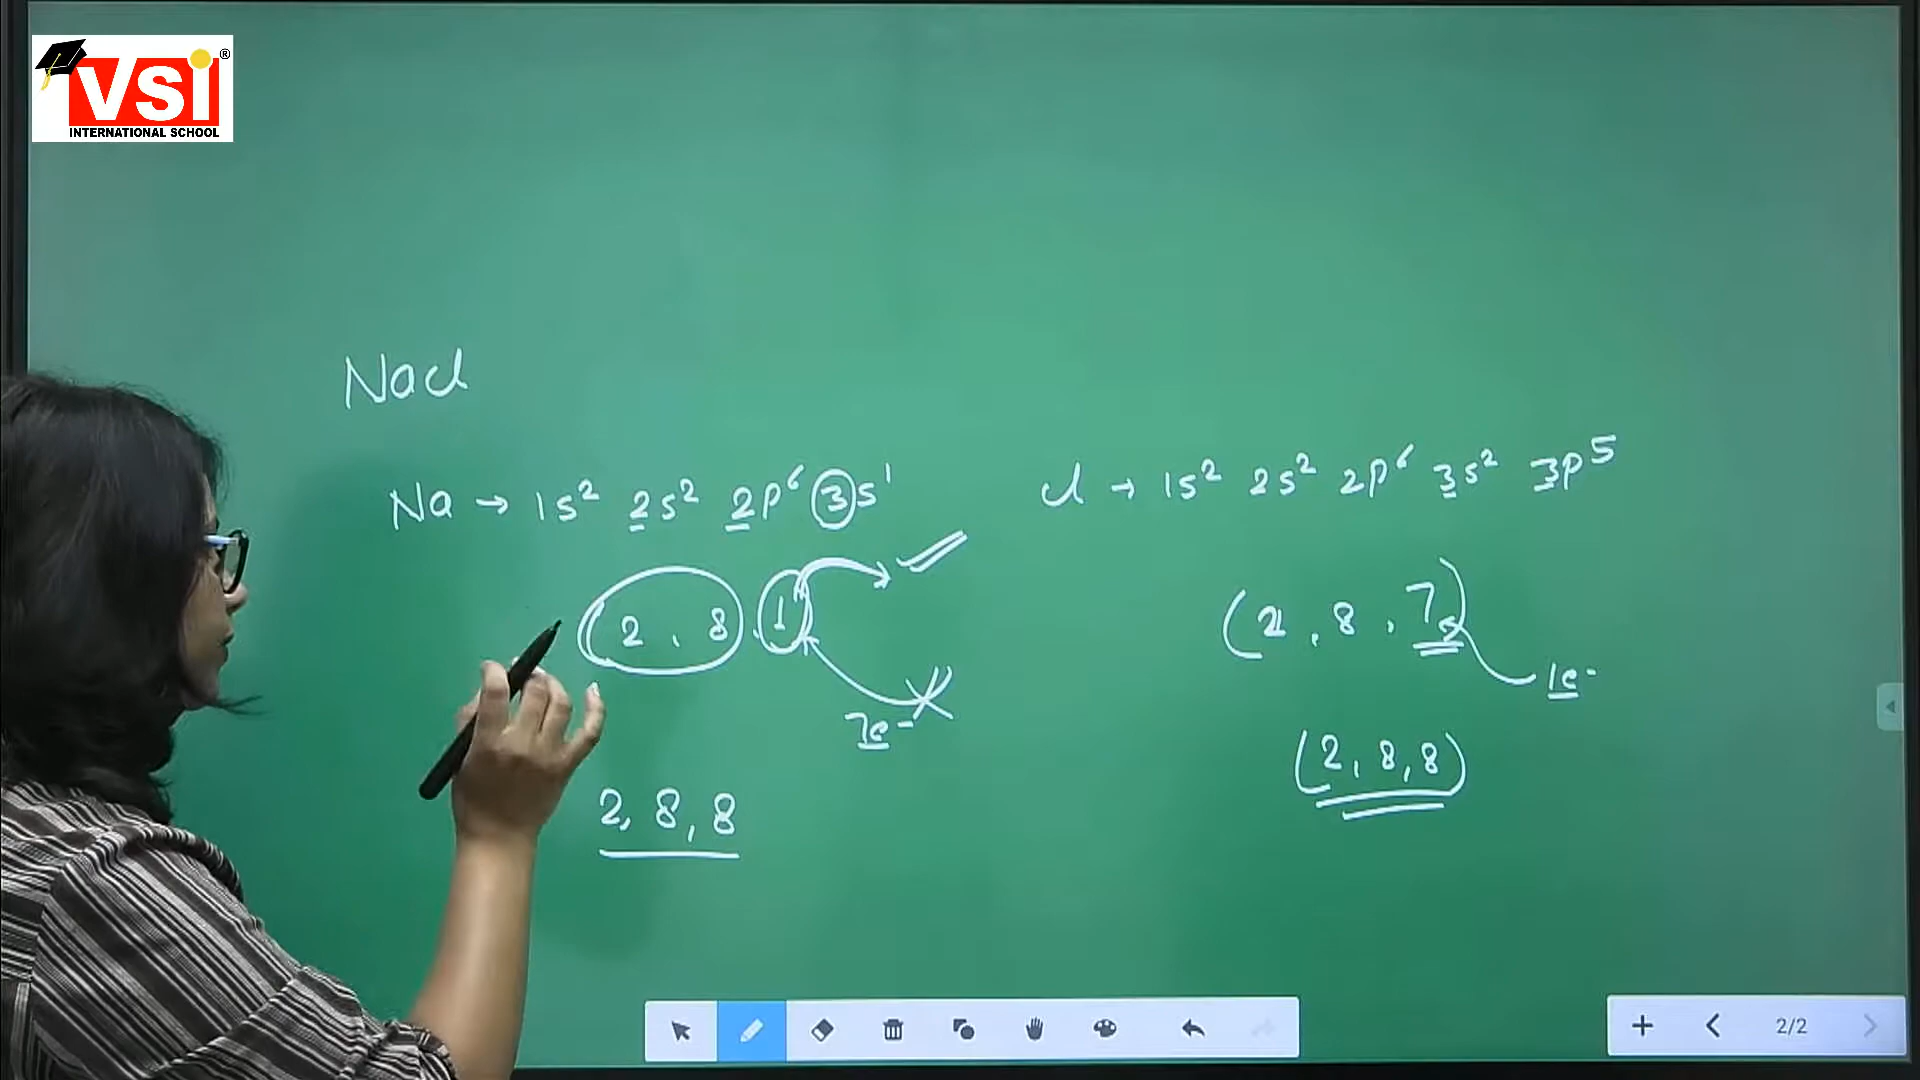 VSI ®
INTERNATIONAL SCHOOL
NaCl
Na → 1s² 2s² 2p⁶ 3s¹
Cl → 1s² 2s² 2p⁶ 3s² 3p⁵
(2, 8, 1
(2, 8, 7)
7e-
1e-
2, 8, 8
(2, 8, 8)
2/2